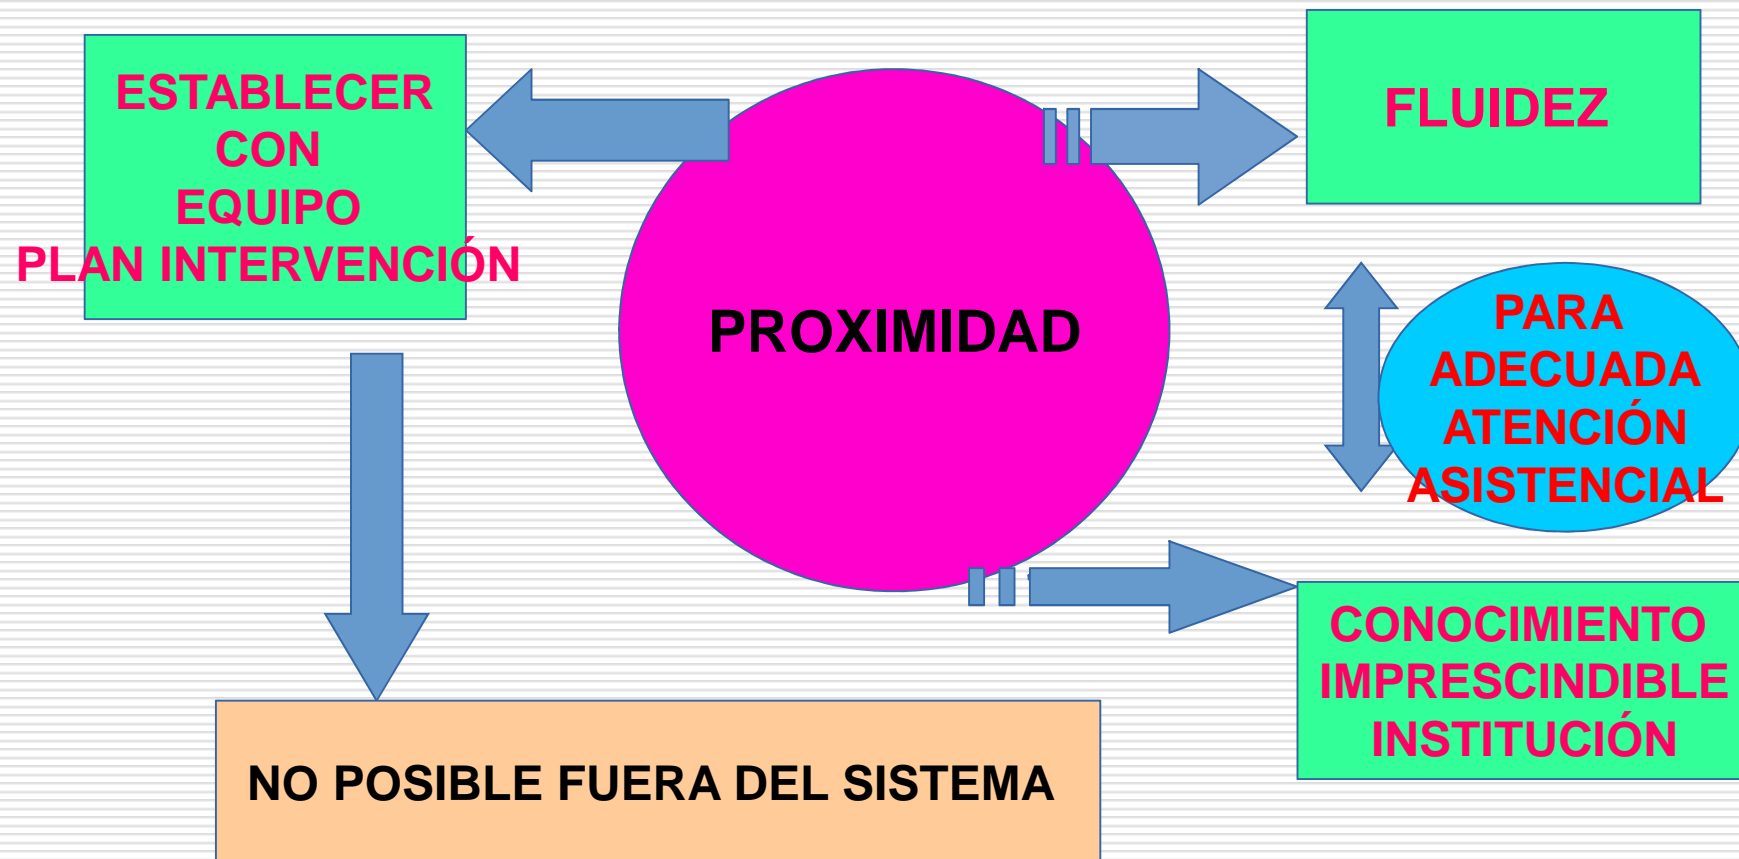 ESTABLECER
CON
EQUIPO
PLAN INTERVENCIÓN
PROXIMIDAD
FLUIDEZ
PARA
ADECUADA
ATENCIÓN
ASISTENCIAL
CONOCIMIENTO
IMPRESCINDIBLE
INSTITUCIÓN
NO POSIBLE FUERA DEL SISTEMA